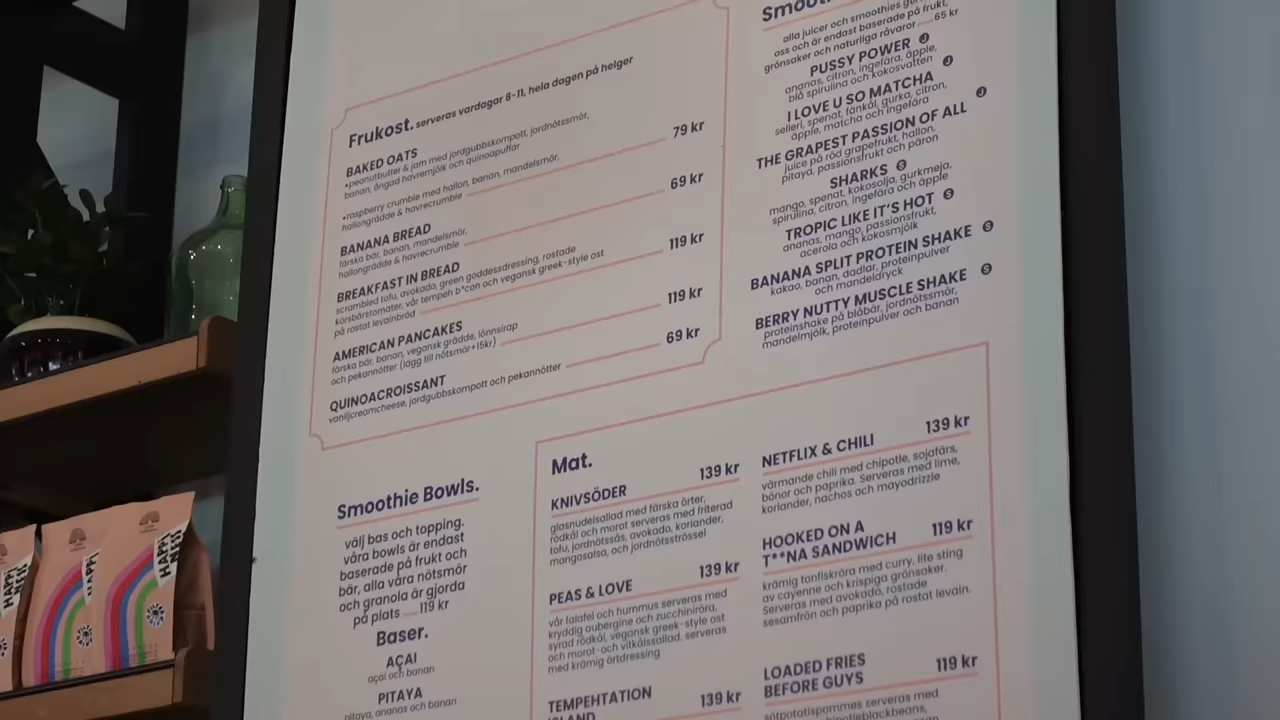 Frukost. serveras vardagar 8-11, hela dagen på helger
BAKED OATS
•peanutbutter & jam med jordgubbskompott, jordnötssmör,
banan, ångad havremjölk och quinoapuffar
79 kr
•raspberry crumble med hallon, banan, mandelsmör,
hallongrädde & havrecrumble
BANANA BREAD
69 kr
färska bär, banan, mandelsmör,
hallongrädde & havrecrumble
BREAKFAST IN BREAD
119 kr
scrambled tofu, avokado, green goddessdressing, rostade
körsbärstomater, vår tempeh b*con och vegansk greek-style ost
på rostat levainbröd
AMERICAN PANCAKES
119 kr
färska bär, banan, vegansk grädde, lönnsirap
och pekannötter (lägg till nötsmör+15kr)
QUINOACROISSANT
69 kr
vaniljcreamcheese, jordgubbskompott och pekannötter
alla juicer och smoothies
oss och är endast baserade på frukt,
grönsaker och naturliga råvaror 65 kr
PUSSY POWER J
ananas, citron, ingefära, äpple,
blå spirulina och kokosvatten
I LOVE U SO MATCHA J
selleri, spenat, fänkål, gurka, citron,
äpple, matcha och ingefära
THE GRAPEST PASSION OF ALL J
juice på röd grapefrukt, hallon,
pitaya, passionsfrukt och päron
SHARKS S
mango, spenat, kokosolja, gurkmeja,
spirulina, citron, ingefära och äpple
TROPIC LIKE IT'S HOT S
ananas, mango, passionsfrukt,
acerola och kokosmjölk
BANANA SPLIT PROTEIN SHAKE S
kakao, banan, dadlar, proteinpulver
och mandeldryck
BERRY NUTTY MUSCLE SHAKE S
proteinshake på blåbär, jordnötssmör,
mandelmjölk, proteinpulver och banan
Smoothie Bowls.
välj bas och topping.
våra bowls är endast
baserade på frukt och
bär, alla våra nötsmör
och granola är gjorda
på plats 119 kr
Baser.
AÇAI
açai och banan
PITAYA
pitaya, ananas och banan
Mat.
KNIVSÖDER 139 kr
glasnudelsallad med färska örter,
rödkål och morot serveras med friterad
tofu, jordnötssås, avokado, koriander,
mangosalsa, och jordnötsströssel
PEAS & LOVE 139 kr
vår falafel och hummus serveras med
kryddig aubergine och zucchiniröra,
syrad rödkål, vegansk greek-style ost
och morot-och vitkålssallad. serveras
med krämig örtdressing
TEMPEHTATION 139 kr
ISLAND
NETFLIX & CHILI 139 kr
värmande chili med chipotle, sojafärs,
bönor och paprika. Serveras med lime,
koriander, nachos och mayodrizzle
HOOKED ON A 119 kr
T**NA SANDWICH
krämig tonfiskröra med curry, lite sting
av cayenne och krispiga grönsaker.
Serveras med avokado, rostade
sesamfrön och paprika på rostat levain.
LOADED FRIES 119 kr
BEFORE GUYS
sötpotatispommes serveras med
HAPPI
NESS